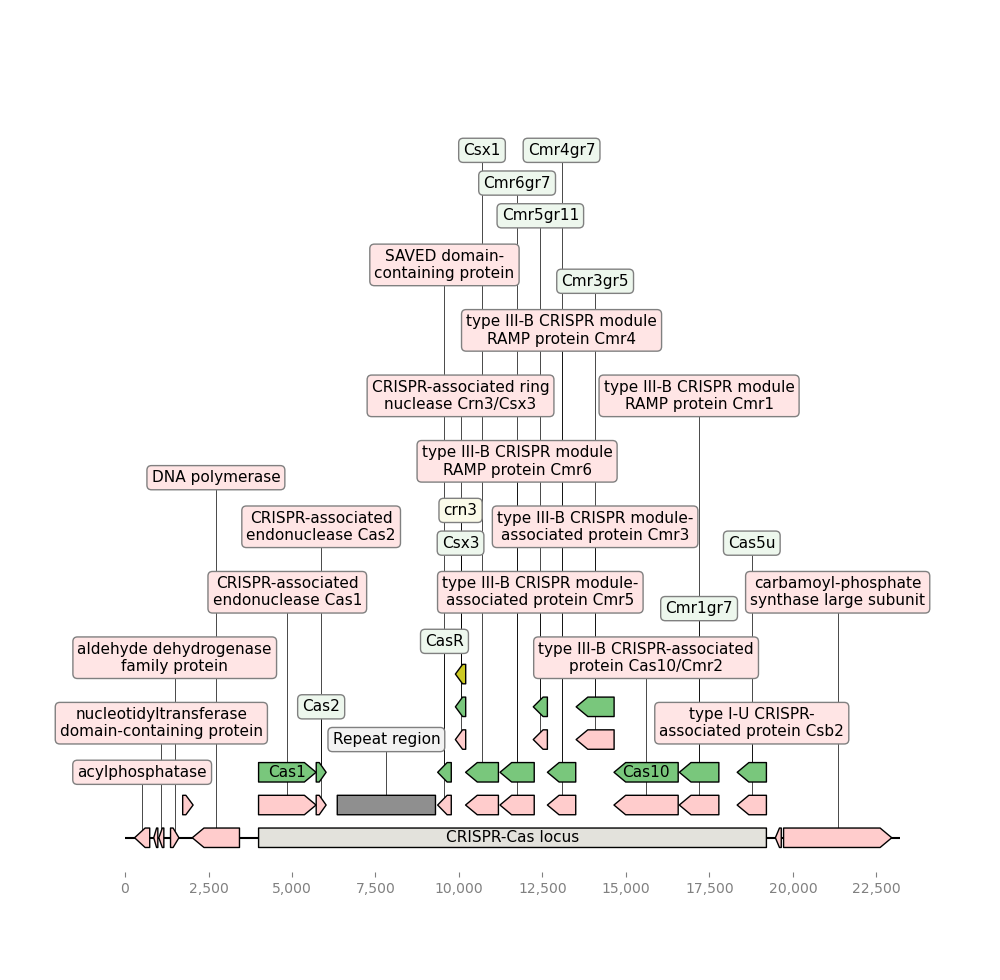 Csx1
Cmr4gr7
Cmr6gr7
Cmr5gr11
SAVED domain-
containing protein
Cmr3gr5
type III-B CRISPR module
RAMP protein Cmr4
CRISPR-associated ring
nuclease Crn3/Csx3
type III-B CRISPR module
RAMP protein Cmr1
type III-B CRISPR module
RAMP protein Cmr6
DNA polymerase
crn3
CRISPR-associated
endonuclease Cas2
type III-B CRISPR module-
associated protein Cmr3
Csx3
Cas5u
CRISPR-associated
endonuclease Cas1
type III-B CRISPR module-
associated protein Cmr5
carbamoyl-phosphate
synthase large subunit
Cmr1gr7
CasR
aldehyde dehydrogenase
family protein
type III-B CRISPR-associated
protein Cas10/Cmr2
Cas2
nucleotidyltransferase
domain-containing protein
type I-U CRISPR-
associated protein Csb2
Repeat region
acylphosphatase
Cas1
Cas10
CRISPR-Cas locus
0 2,500 5,000 7,500 10,000 12,500 15,000 17,500 20,000 22,500